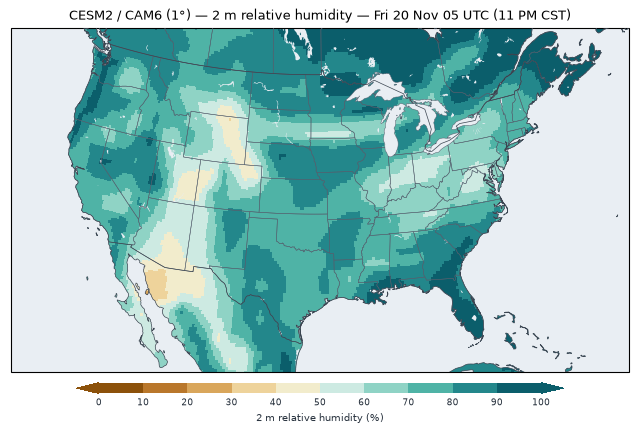 CESM2 / CAM6 (1°) — 2 m relative humidity — Fri 20 Nov 05 UTC (11 PM CST)
0 10 20 30 40 50 60 70 80 90 100
2 m relative humidity (%)